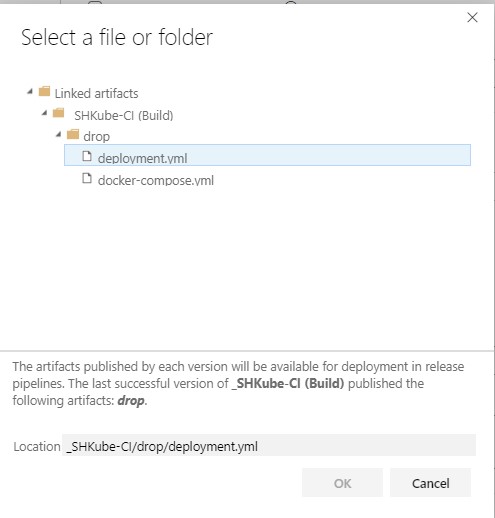 Select a file or folder
Linked artifacts
SHKube-CI (Build)
drop
deployment.yml
docker-compose.yml
The artifacts published by each version will be available for deployment in release
pipelines. The last successful version of _SHKube-CI (Build) published the
following artifacts: drop.
Location _SHKube-CI/drop/deployment.yml
OK Cancel